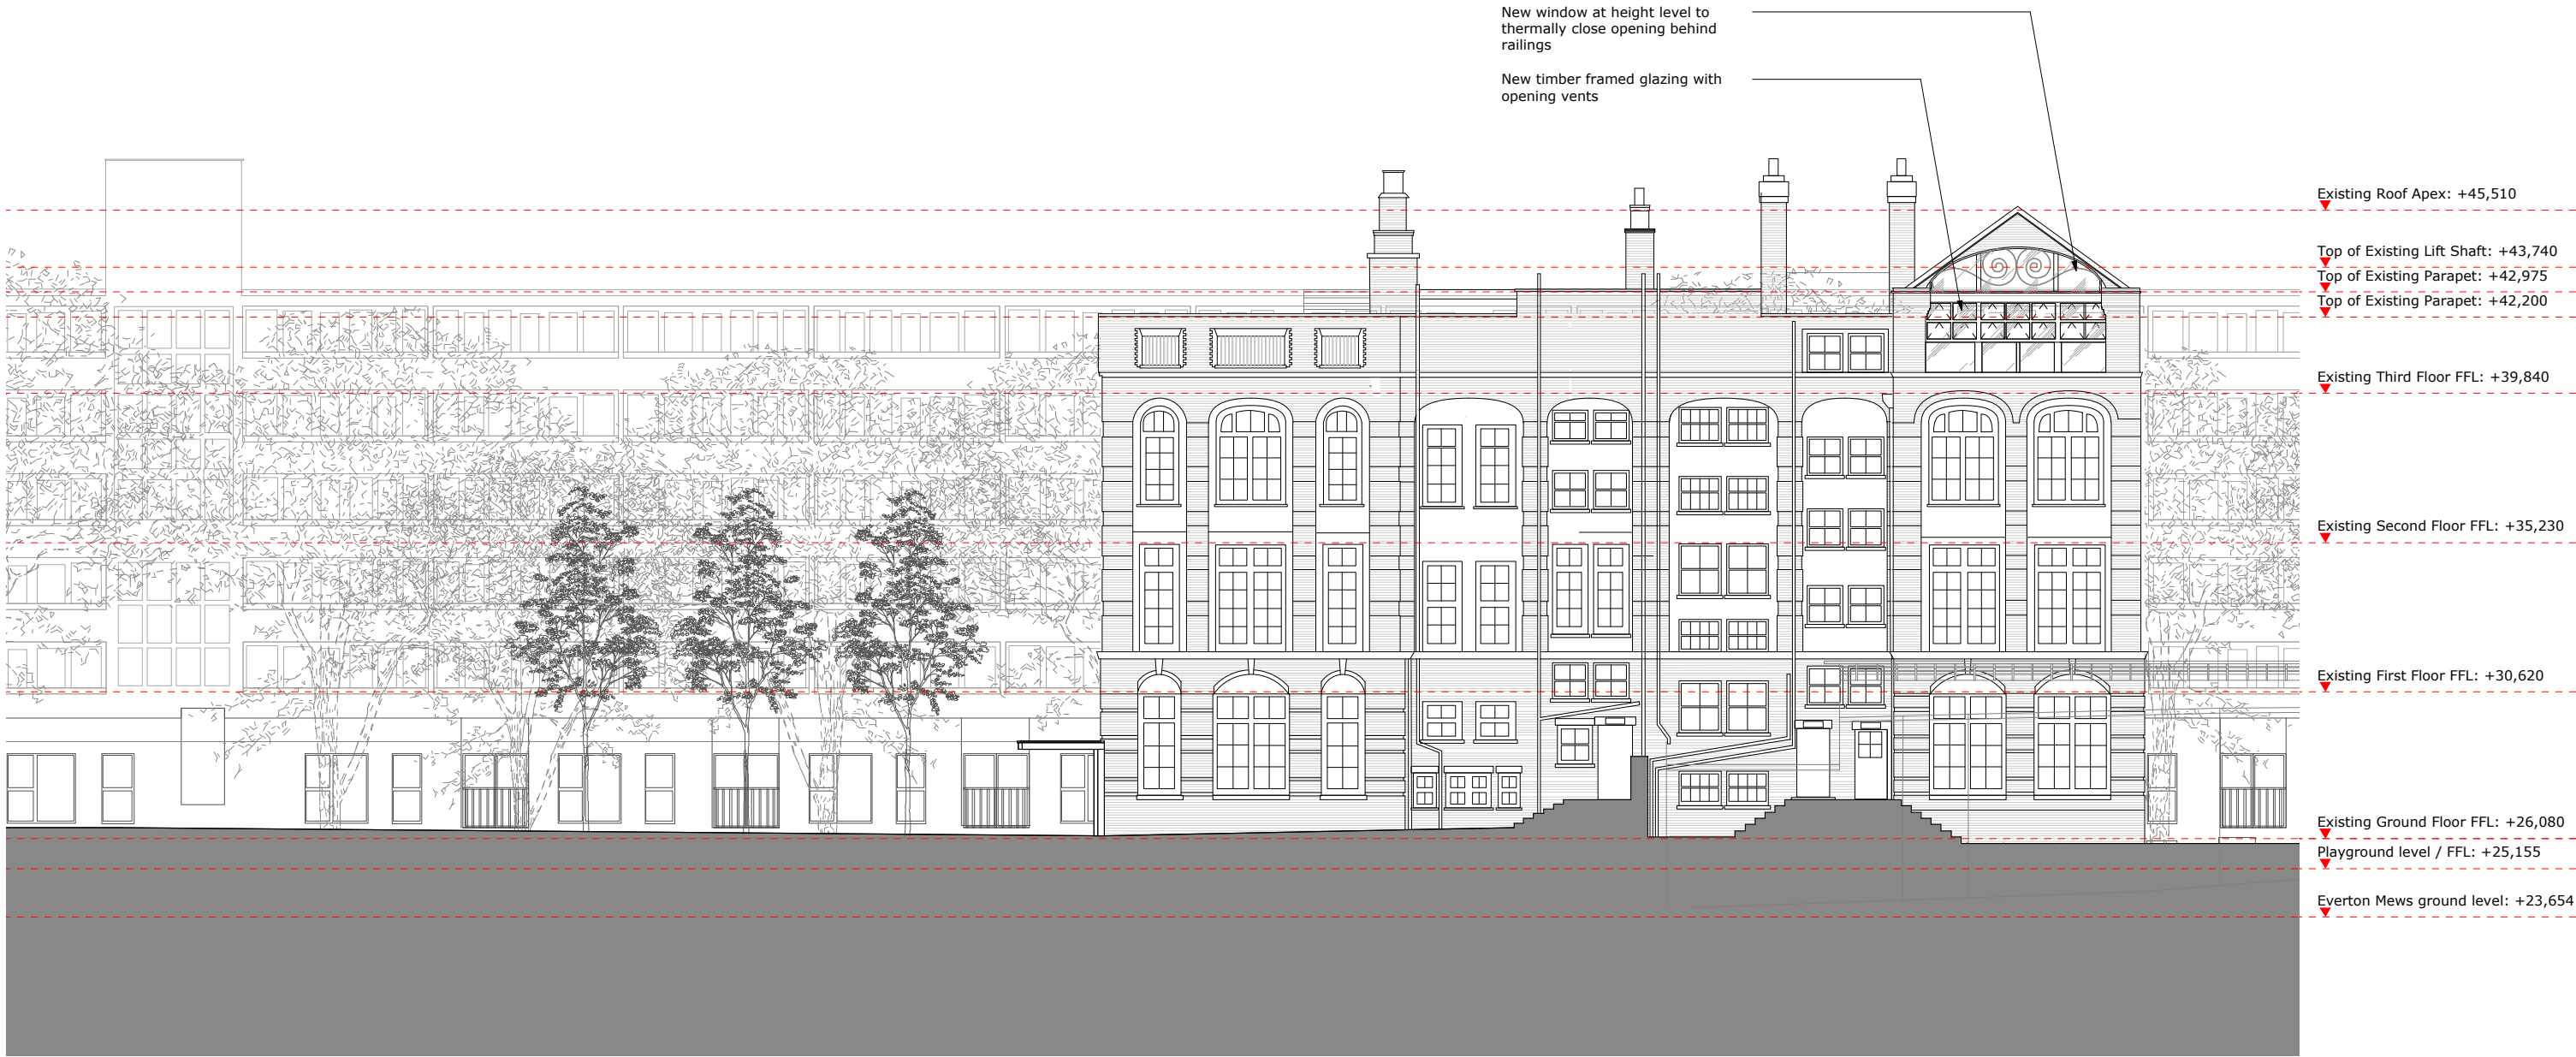 New window at height level to
thermally close opening behind
railings
New timber framed glazing with
opening vents
Existing Roof Apex: +45,510
Top of Existing Lift Shaft: +43,740
Top of Existing Parapet: +42,975
Top of Existing Parapet: +42,200
Existing Third Floor FFL: +39,840
Existing Second Floor FFL: +35,230
Existing First Floor FFL: +30,620
Existing Ground Floor FFL: +26,080
Playground level / FFL: +25,155
Everton Mews ground level: +23,654